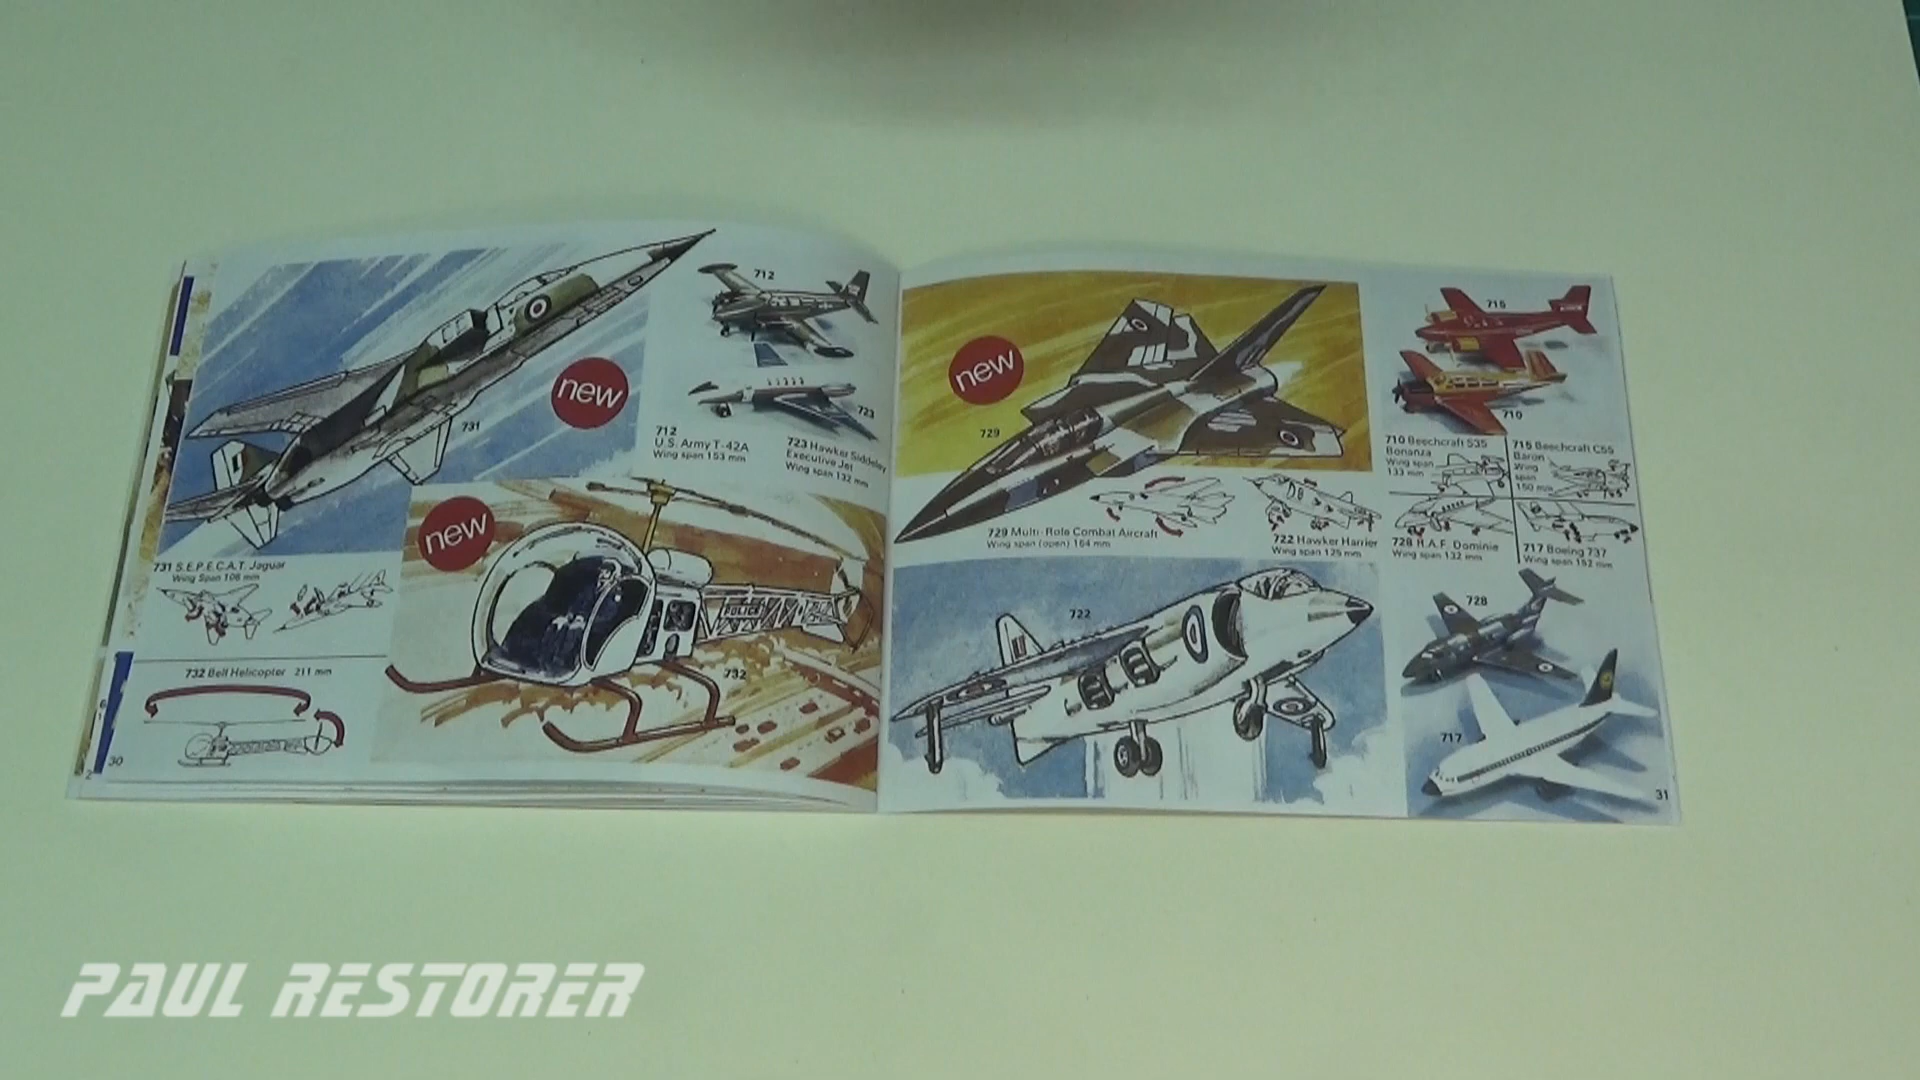 712
new
731
723
712
U.S. Army T-42A
Wing span 153 mm
723 Hawker Siddeley
Executive Jet
Wing span 132 mm
new
731 S.E.P.E.C.A.T. Jaguar
Wing Span 106 mm
POLICE
732
732 Bell Helicopter 211 mm
30
2
new
729
715
710
729 Multi-Role Combat Aircraft
Wing span (open) 164 mm
722 Hawker Harrier
Wing span 125 mm
710 Beechcraft S35
Bonanza
Wing span
133 mm
715 Beechcraft C55
Baron
Wing
span
150 mm
728 R.A.F. Dominie
Wing span 132 mm
717 Boeing 737
Wing span 152 mm
722
728
717
31
PAUL RESTORER